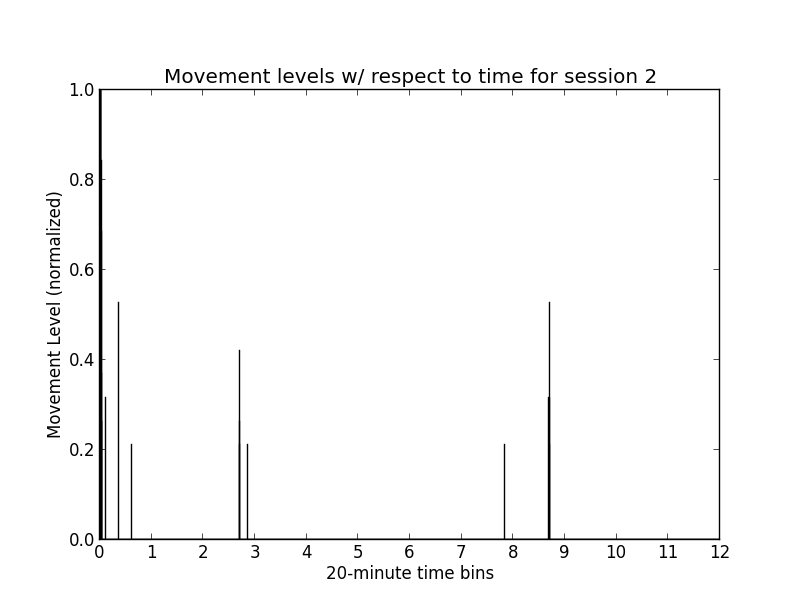 Movement levels w/ respect to time for session 2
1.0
0.8
0.6
0.4
0.2
0.0
Movement Level (normalized)
0 1 2 3 4 5 6 7 8 9 10 11 12
20-minute time bins